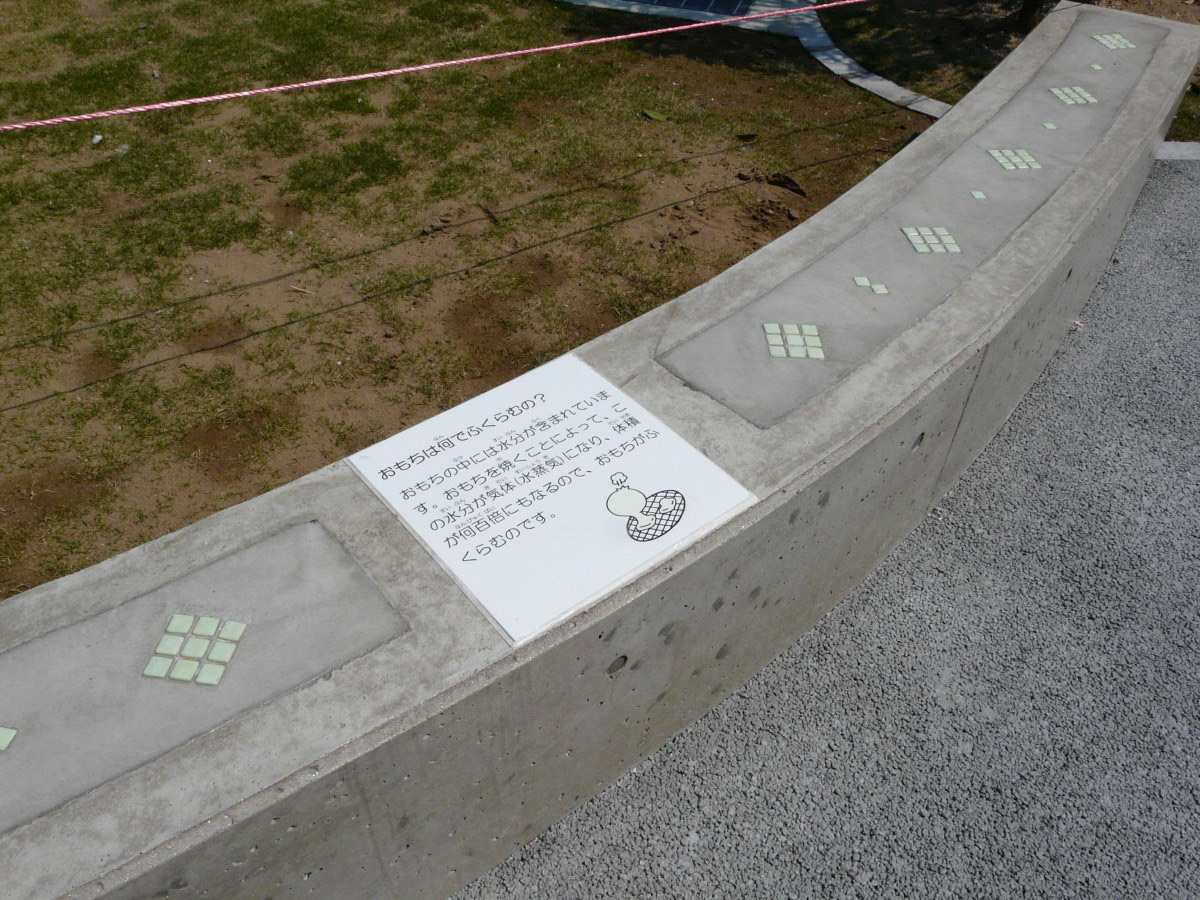 おもちは何でふくらむの？
おもちの中には水分が含まれていま
す。おもちを焼くことによって、こ
の水分が気体（水蒸気）になり、体積
が何百倍にもなるので、おもちがふ
くらむのです。